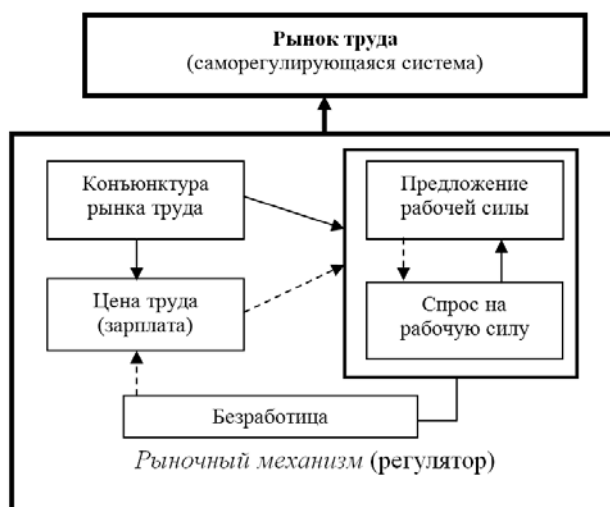 Рынок труда
(саморегулирующаяся система)
Конъюнктура
рынка труда
Предложение
рабочей силы
Цена труда
(зарплата)
Спрос на
рабочую силу
Безработица
Рыночный механизм (регулятор)